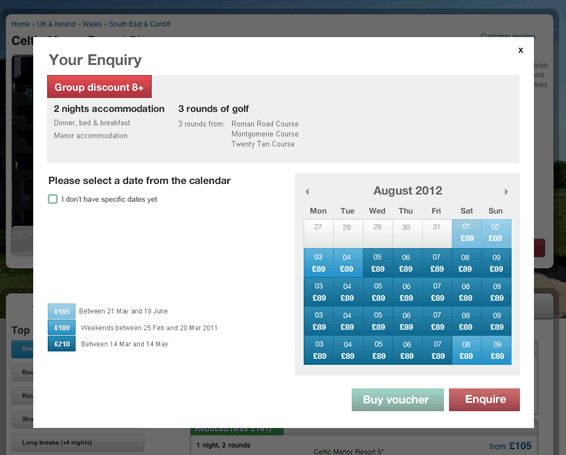 Home » UK & Ireland » Wales » South East & Cardiff
Customer reviews
x
Your Enquiry
Group discount 8+
2 nights accommodation
Dinner, bed & breakfast
Manor accommodation
3 rounds of golf
3 rounds from: Roman Road Course
Montgomerie Course
Twenty Ten Course
Please select a date from the calendar
I don't have specific dates yet
August 2012
Mon Tue Wed Thu Fri Sat Sun
27 28 29 30 31 01 02
£89 £89
03 04 05 06 07 08 09
£89 £89 £89 £89 £89 £89 £89
03 04 05 06 07 08 09
£89 £89 £89 £89 £89 £89 £89
03 04 05 06 07 08 09
£89 £89 £89 £89 £89 £89 £89
03 04 05 06 07 08 09
£89 £89 £89 £89 £89 £89 £89
£165 Between 21 May and 18 June
£189 Weekends between 25 Feb and 20 Mar 2011
£210 Between 14 Mar and 14 May
Buy voucher
Enquire
Top
Long breaks (+4 nights)
1 night, 2 rounds
Celtic Manor Resort 5*
from £105